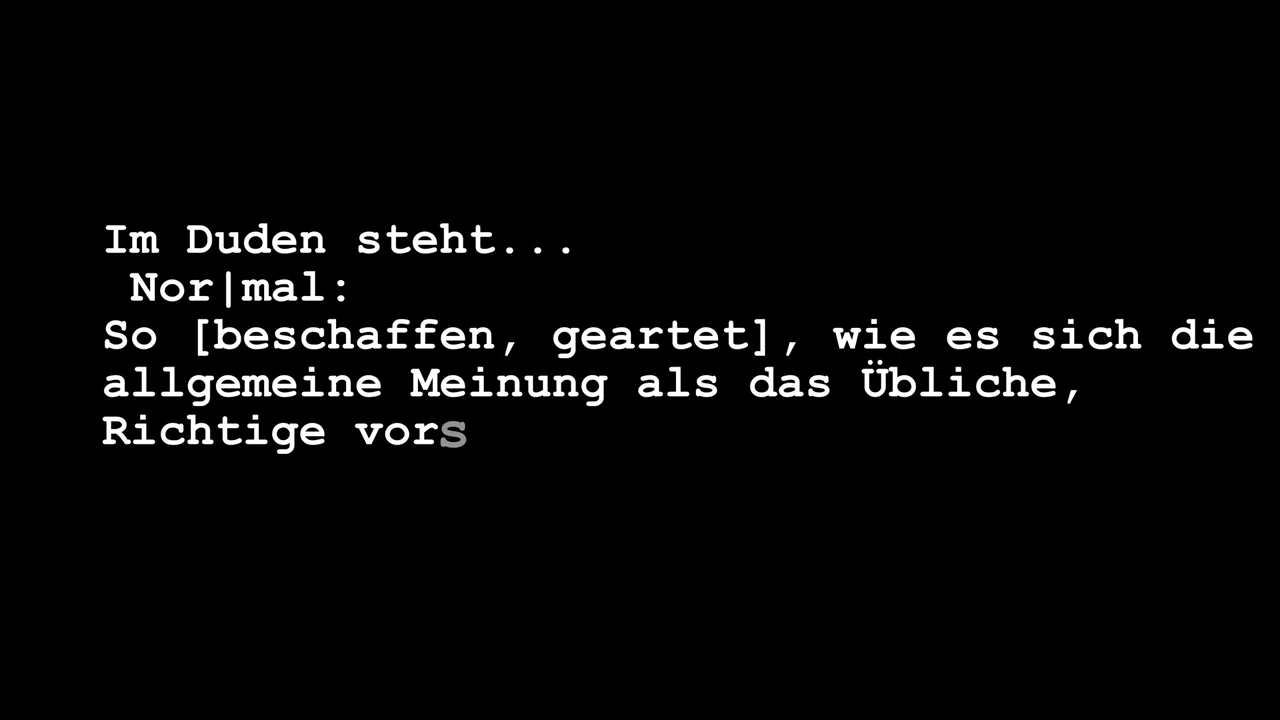 Im Duden steht...
Nor|mal:
So [beschaffen, geartet], wie es sich die
allgemeine Meinung als das Übliche,
Richtige vors